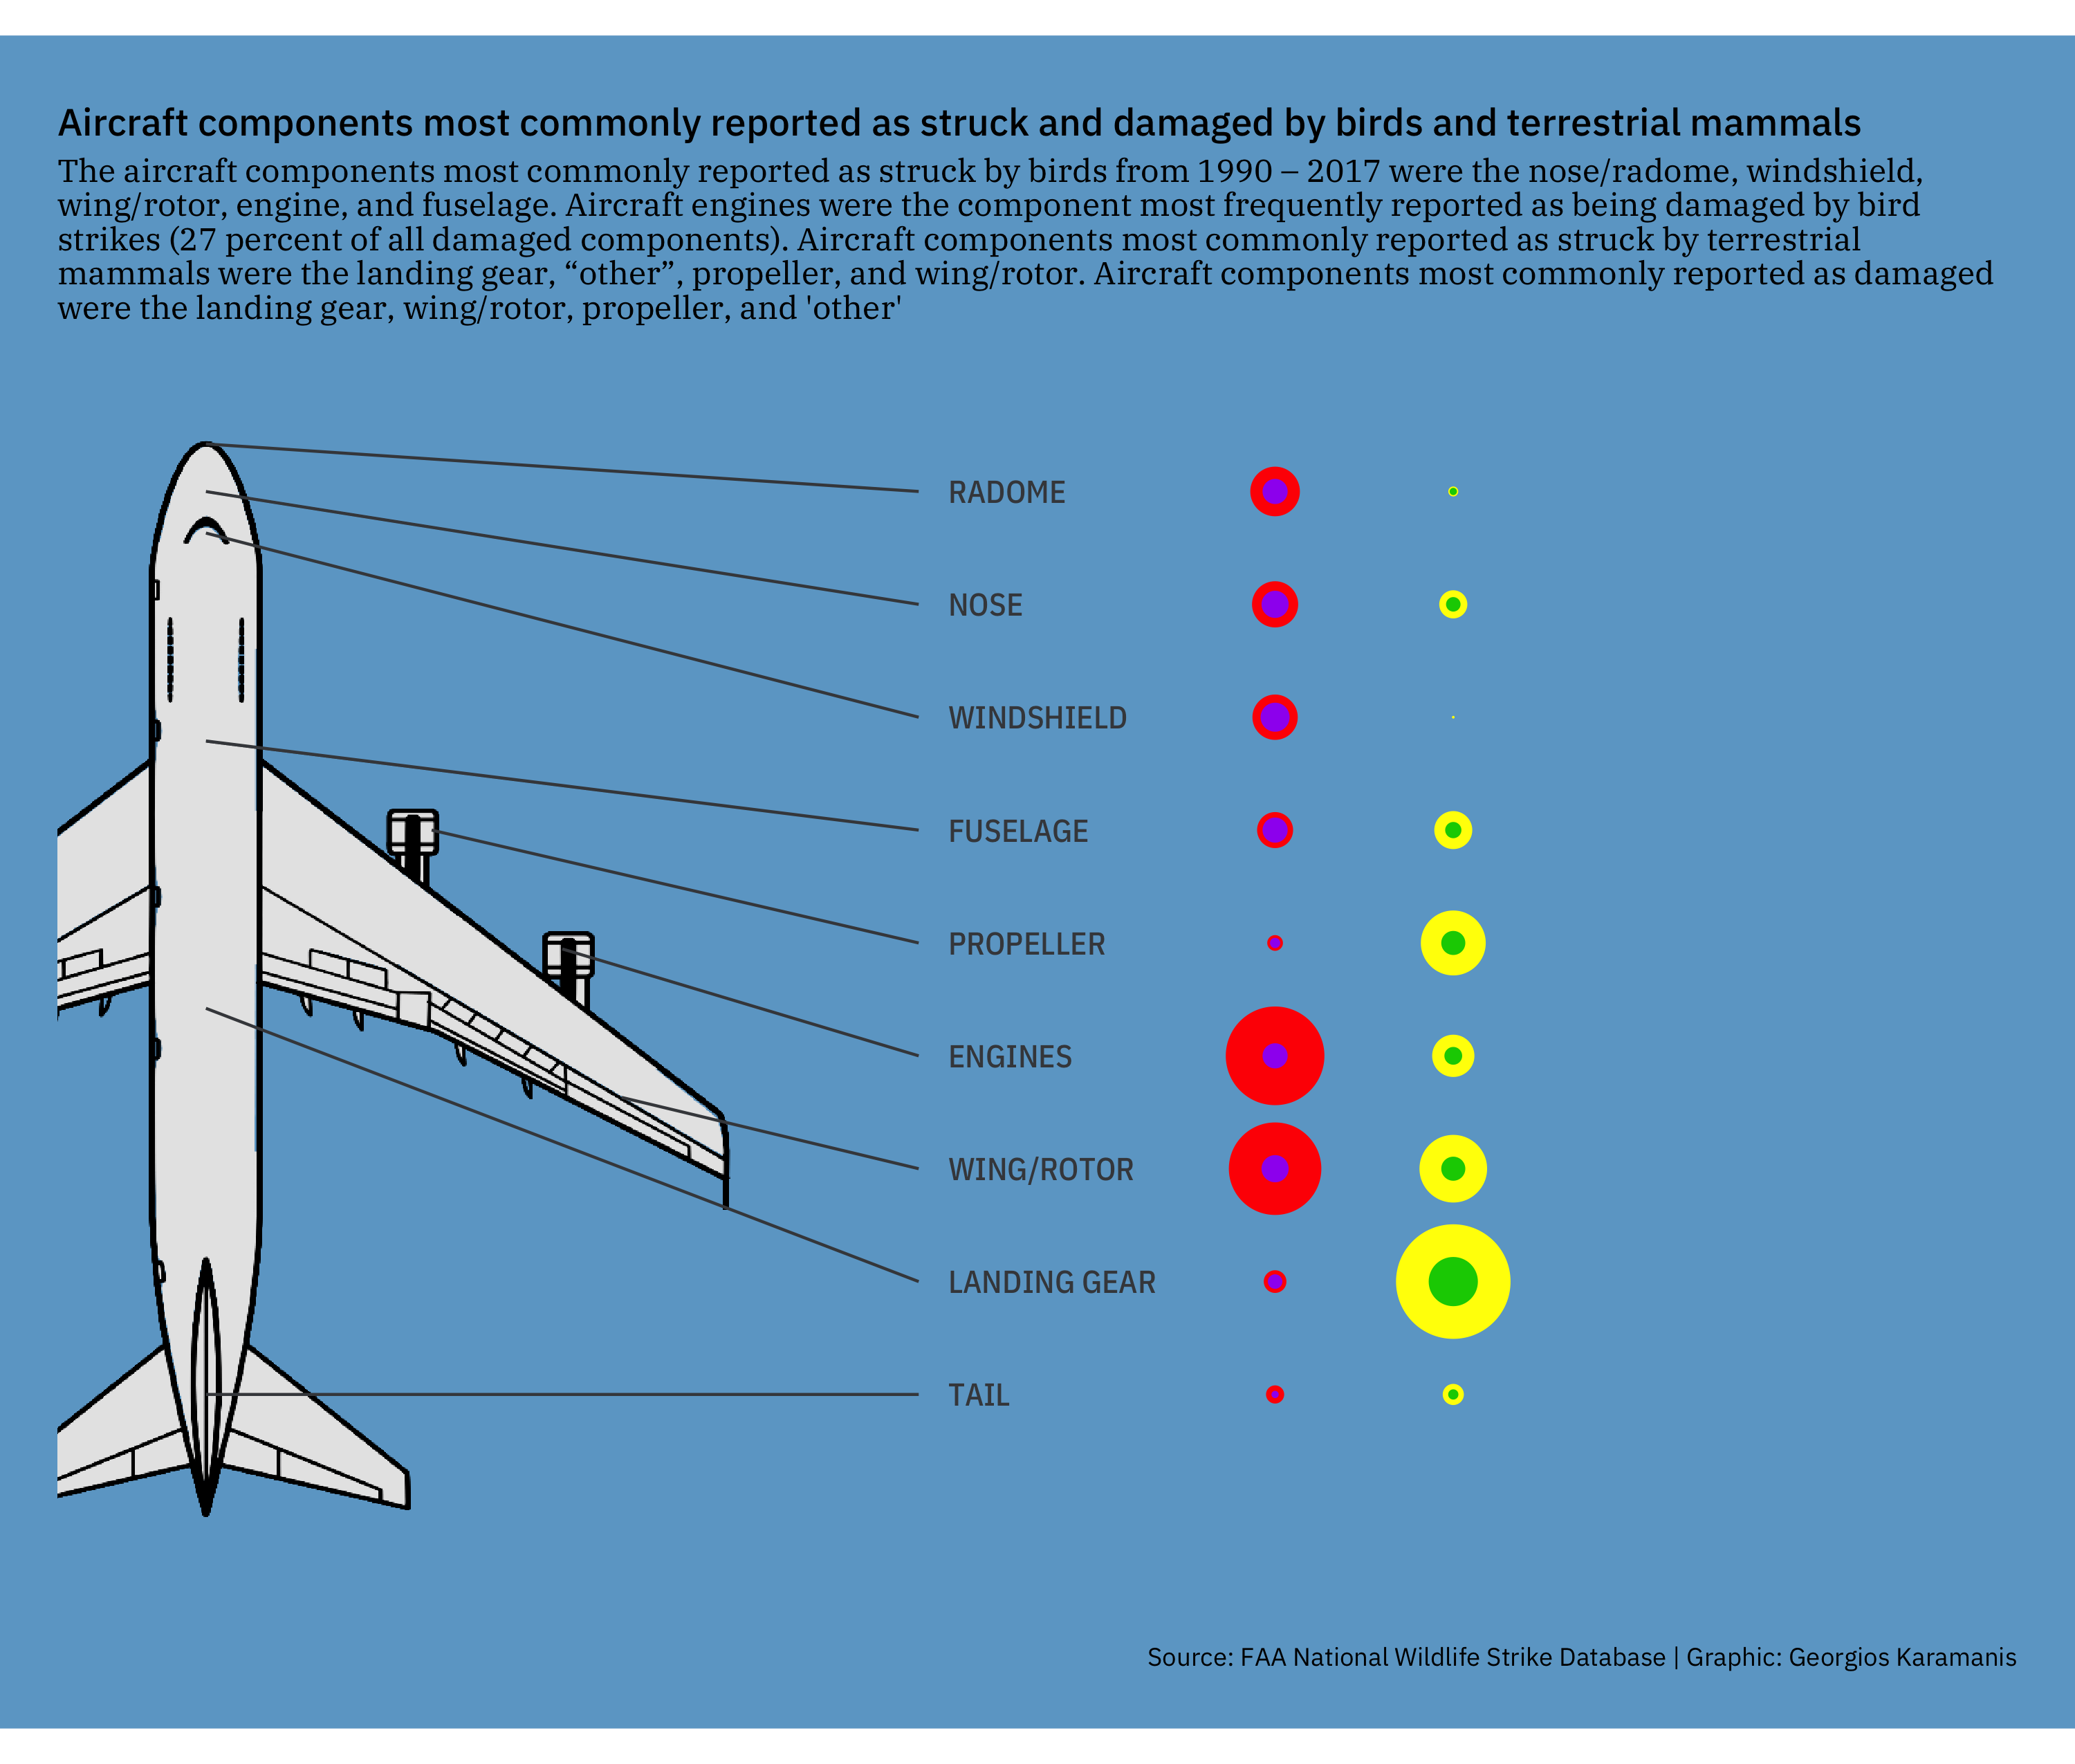 Aircraft components most commonly reported as struck and damaged by birds and terrestrial mammals
The aircraft components most commonly reported as struck by birds from 1990 – 2017 were the nose/radome, windshield,
wing/rotor, engine, and fuselage. Aircraft engines were the component most frequently reported as being damaged by bird
strikes (27 percent of all damaged components). Aircraft components most commonly reported as struck by terrestrial
mammals were the landing gear, “other”, propeller, and wing/rotor. Aircraft components most commonly reported as damaged
were the landing gear, wing/rotor, propeller, and 'other'
RADOME
NOSE
WINDSHIELD
FUSELAGE
PROPELLER
ENGINES
WING/ROTOR
LANDING GEAR
TAIL
Source: FAA National Wildlife Strike Database | Graphic: Georgios Karamanis